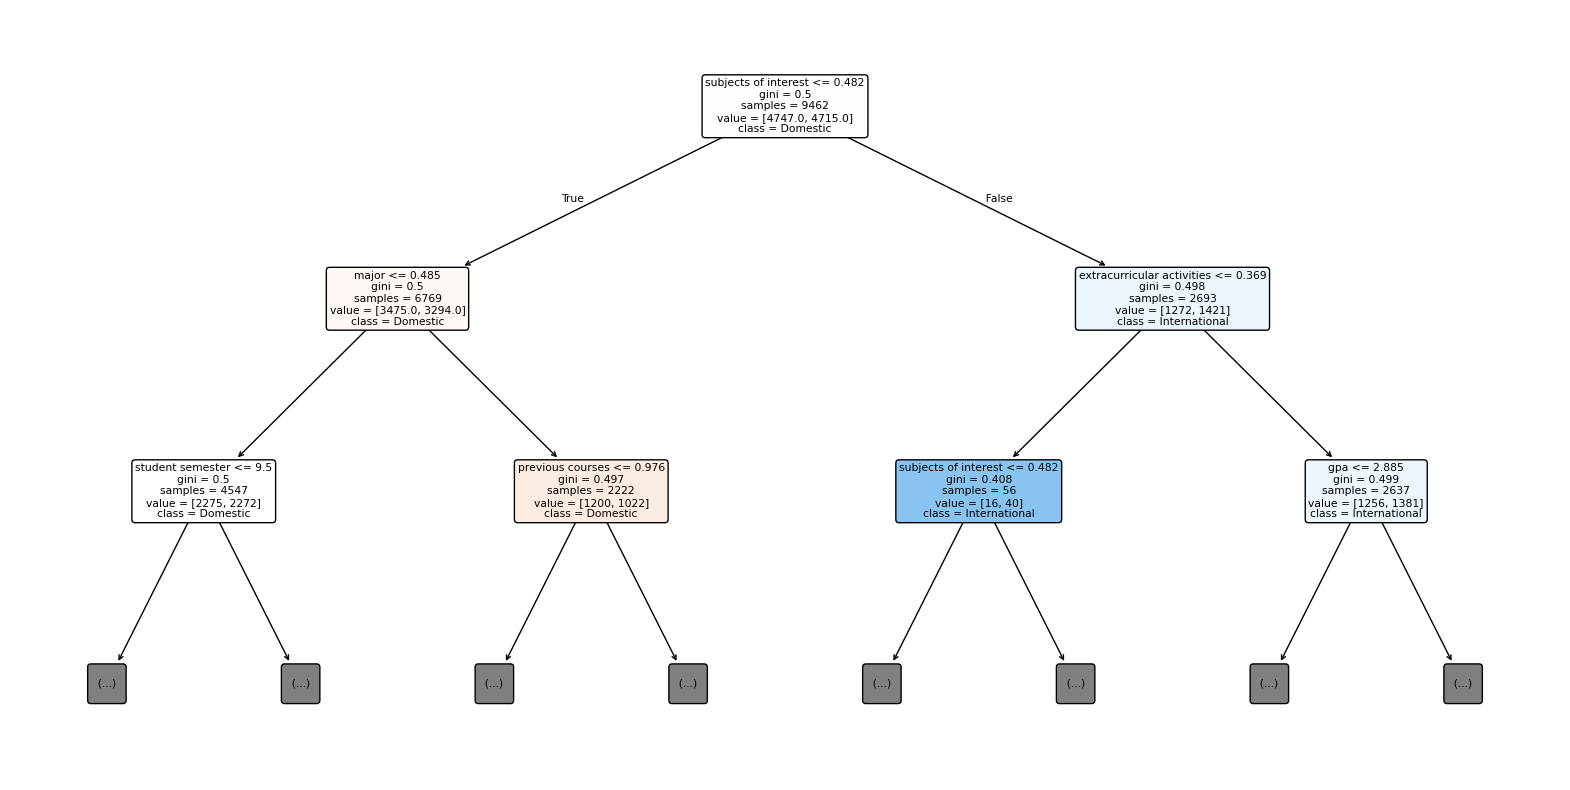 subjects of interest <= 0.482
gini = 0.5
samples = 9462
value = [4747.0, 4715.0]
class = Domestic
True
False
major <= 0.485
gini = 0.5
samples = 6769
value = [3475.0, 3294.0]
class = Domestic
extracurricular activities <= 0.369
gini = 0.498
samples = 2693
value = [1272, 1421]
class = International
student semester <= 9.5
gini = 0.5
samples = 4547
value = [2275, 2272]
class = Domestic
previous courses <= 0.976
gini = 0.497
samples = 2222
value = [1200, 1022]
class = Domestic
subjects of interest <= 0.482
gini = 0.408
samples = 56
value = [16, 40]
class = International
gpa <= 2.885
gini = 0.499
samples = 2637
value = [1256, 1381]
class = International
(...)
(...)
(...)
(...)
(...)
(...)
(...)
(...)